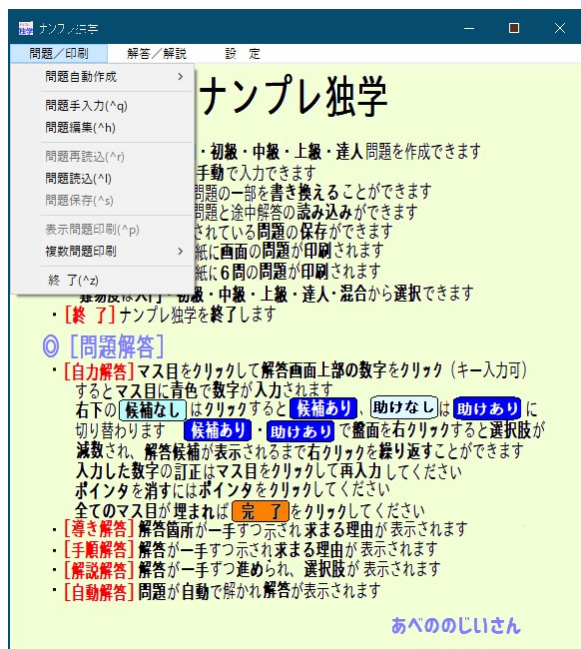 ナンプレ独学
問題／印刷 解答／解説 設 定
問題自動作成 >
問題手入力(^q)
問題編集(^h)
問題再読込(^r)
問題読込(^l)
問題保存(^s)
表示問題印刷(^p)
複数問題印刷 >
終 了(^z)
ナンプレ独学
・初級・中級・上級・達人問題を作成できます
手動で入力できます
問題の一部を書き換えることができます
問題と途中解答の読み込みができます
されている問題の保存ができます
紙に画面の問題が印刷されます
紙に6問の問題が印刷されます
難易度は入門・初級・中級・上級・達人・混合から選択できます
・[終 了]ナンプレ独学を終了します
◎［問題解答］
・[自力解答]マス目をクリックして解答画面上部の数字をクリック（キー入力可）
するとマス目に青色で数字が入力されます
右下の 候補なし はクリックすると 候補あり 、助けなし は 助けあり に
切り替わります 候補あり ・ 助けあり で盤面を右クリックすると選択肢が
減数され、解答候補が表示されるまで右クリックを繰り返すことができます
入力した数字の訂正はマス目をクリックして再入力してください
ポインタを消すにはポインタをクリックしてください
全てのマス目が埋まれば 完 了 をクリックしてください
・[導き解答]解答箇所が一手ずつ示され求まる理由が表示されます
・[手順解答]解答が一手ずつ示され求まる理由が表示されます
・[解説解答]解答が一手ずつ進められ、選択肢が表示されます
・[自動解答]問題が自動で解かれ解答が表示されます
あべののじいさん